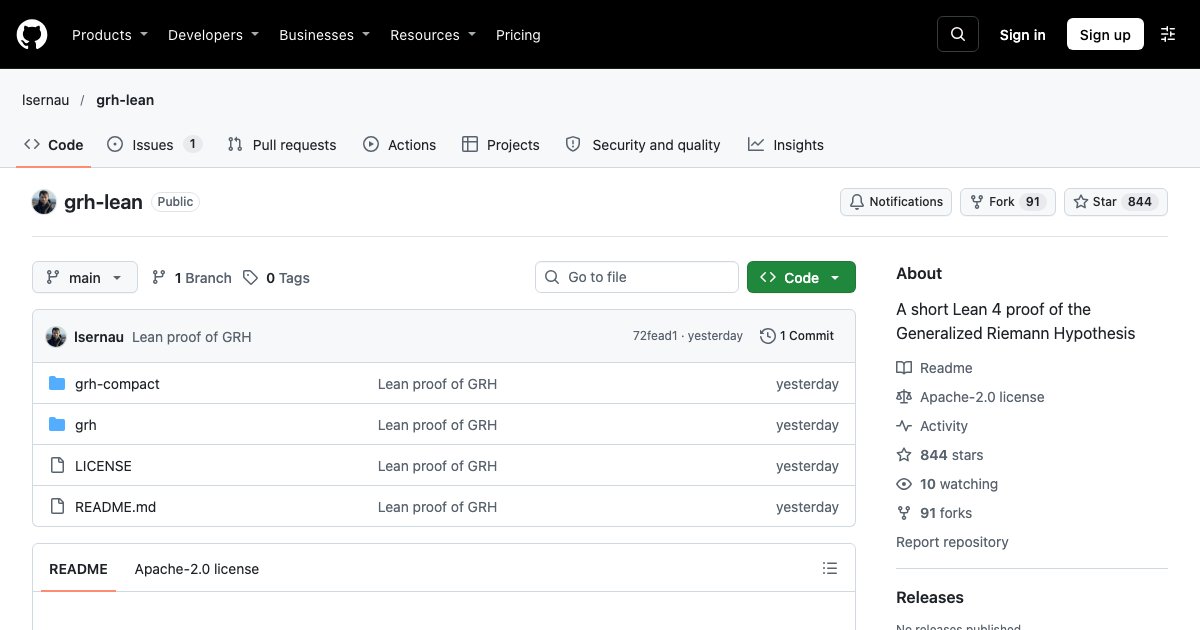 Products Developers Businesses Resources Pricing Sign in Sign up
lsernau / grh-lean
Code Issues 1 Pull requests Actions Projects Security and quality Insights
grh-lean Public Notifications Fork 91 Star 844
main 1 Branch 0 Tags Go to file Code
lsernau Lean proof of GRH 72fead1 · yesterday 1 Commit
grh-compact Lean proof of GRH yesterday
grh Lean proof of GRH yesterday
LICENSE Lean proof of GRH yesterday
README.md Lean proof of GRH yesterday
README Apache-2.0 license
About
A short Lean 4 proof of the
Generalized Riemann Hypothesis
Readme
Apache-2.0 license
Activity
844 stars
10 watching
91 forks
Report repository
Releases
No releases published